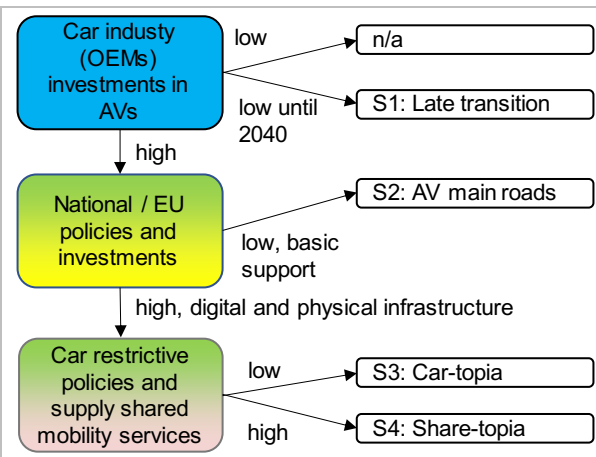 Car industy
(OEMs)
investments in
AVs
low
n/a
low until
2040
S1: Late transition
high
National / EU
policies and
investments
S2: AV main roads
low, basic
support
high, digital and physical infrastructure
Car restrictive
policies and
supply shared
mobility services
low
S3: Car-topia
high
S4: Share-topia